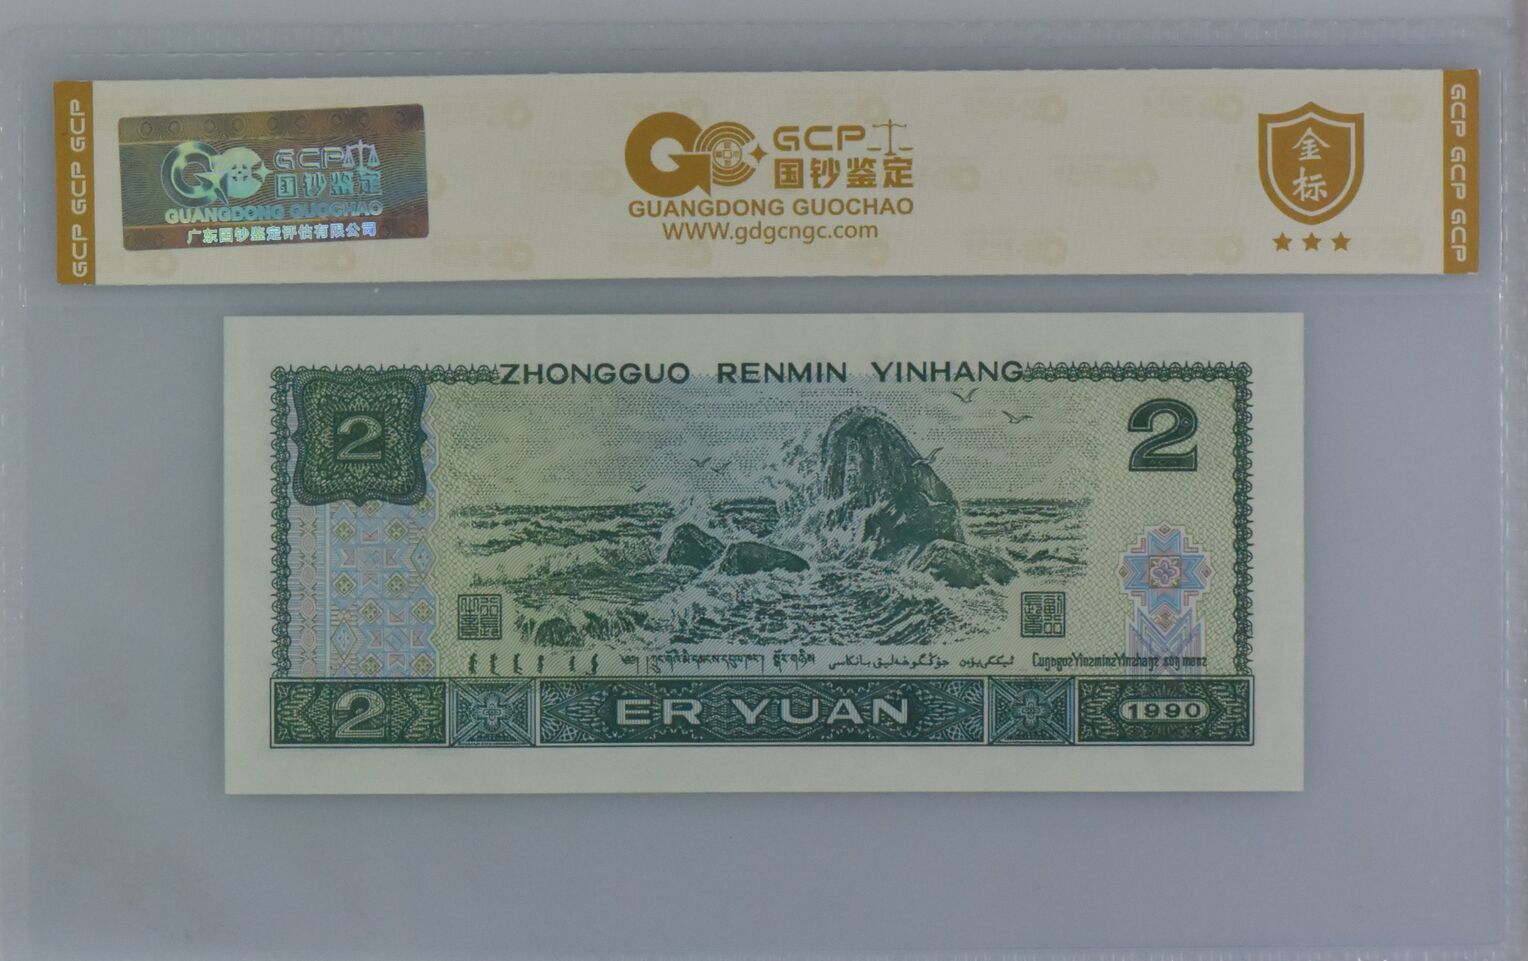 GCP GCP GCP
GCP
国钞鉴定
GUANGDONG GUOCHAO
广东国钞鉴定评估有限公司
GCP
国钞鉴定
GUANGDONG GUOCHAO
WWW.gdgcngc.com
金标
GCP GCP GCP
ZHONGGUO RENMIN YINHANG
2
2
2
ER YUAN
1990